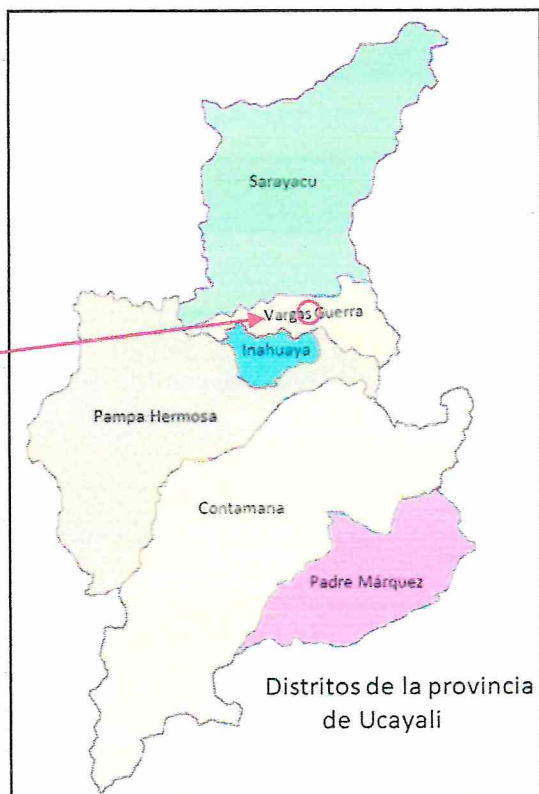 Sarayacu
Vargas Guerra
Inahuaya
Pampa Hermosa
Contamana
Padre Márquez
Distritos de la provincia
de Ucayali